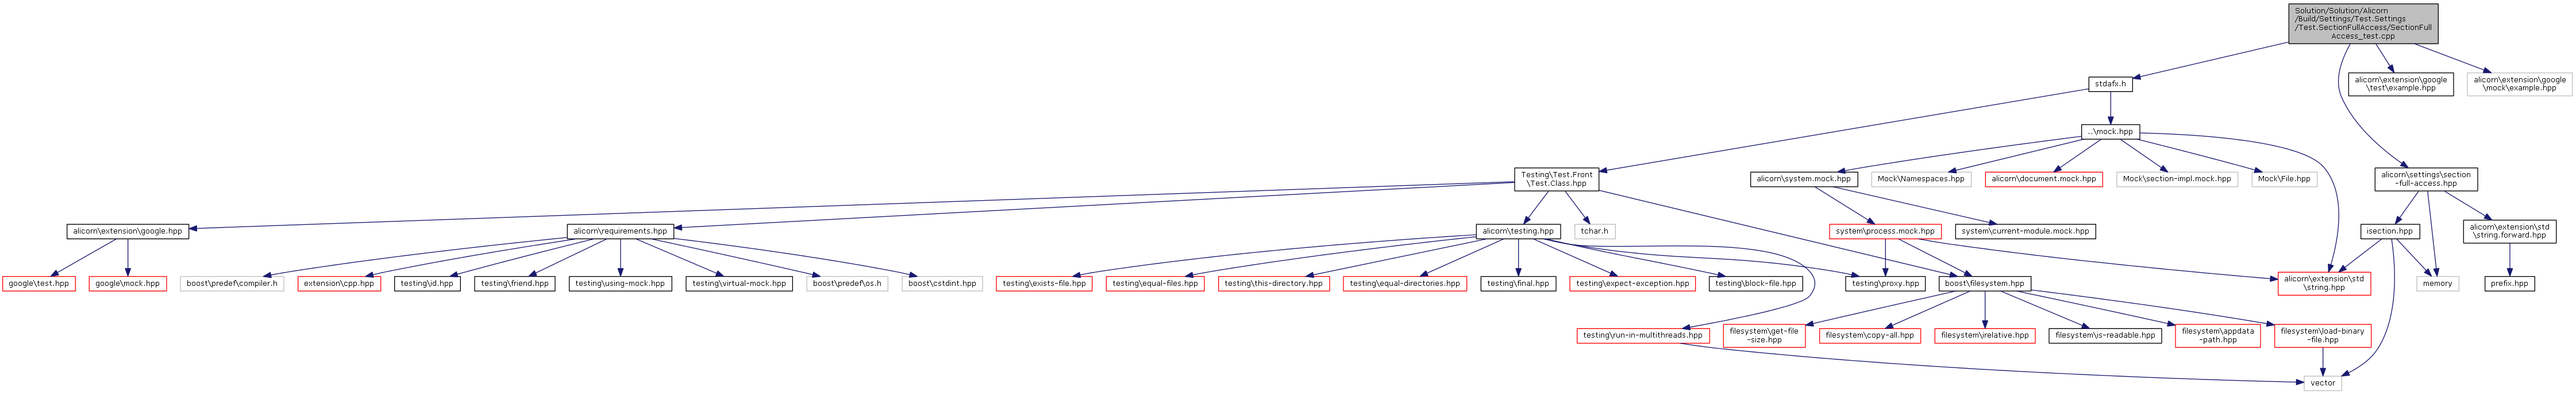 Solution/Solution/Alicorn
/Build/Settings/Test.Settings
/Test.SectionFullAccess/SectionFull
Access_test.cpp
stdafx.h
alicorn\extension\google
\test\example.hpp
alicorn\extension\google
\mock\example.hpp
..\mock.hpp
Testing\Test.Front
\Test.Class.hpp
alicorn\system.mock.hpp
Mock\Namespaces.hpp
alicorn\document.mock.hpp
Mock\section-impl.mock.hpp
Mock\File.hpp
alicorn\settings\section
-full-access.hpp
alicorn\extension\google.hpp
alicorn\requirements.hpp
alicorn\testing.hpp
tchar.h
system\process.mock.hpp
system\current-module.mock.hpp
isection.hpp
alicorn\extension\std
\string.forward.hpp
google\test.hpp
google\mock.hpp
boost\predef\compiler.h
extension\cpp.hpp
testing\id.hpp
testing\friend.hpp
testing\using-mock.hpp
testing\virtual-mock.hpp
boost\predef\os.h
boost\cstdint.hpp
testing\exists-file.hpp
testing\equal-files.hpp
testing\this-directory.hpp
testing\equal-directories.hpp
testing\final.hpp
testing\expect-exception.hpp
testing\block-file.hpp
testing\proxy.hpp
boost\filesystem.hpp
alicorn\extension\std
\string.hpp
memory
prefix.hpp
testing\run-in-multithreads.hpp
filesystem\get-file
-size.hpp
filesystem\copy-all.hpp
filesystem\irelative.hpp
filesystem\is-readable.hpp
filesystem\appdata
-path.hpp
filesystem\load-binary
-file.hpp
vector